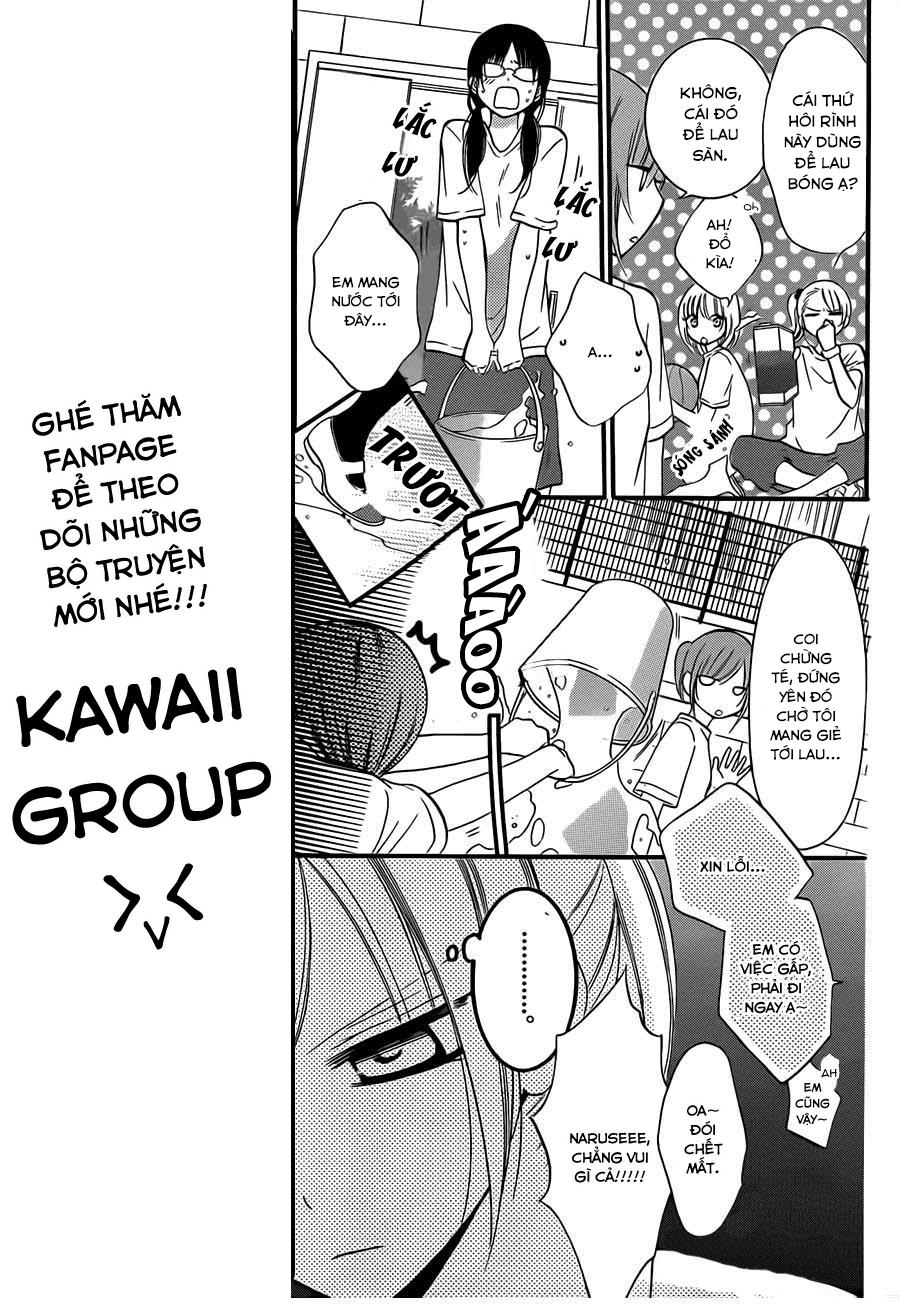 CÁI THỨ
HÔI RÌNH
NÀY DÙNG
ĐỂ LAU
BÓNG Ạ?
KHÔNG,
CÁI ĐÓ
ĐỂ LAU
SÀN.
oh
AH!
ĐỔ
KÌA!
SÓNG SÁNH
LẮC
LƯ
LẮC
LƯ
EM MANG
NƯỚC TỚI
ĐÂY...
A...
TRƯỢT
ÀAAÀOO
COI
CHỪNG
TÉ, ĐỨNG
YÊN ĐÓ
CHỜ TÔI
MANG GIẺ
TỚI LAU...
XIN LỖI...
EM CÓ
VIỆC GẤP,
PHẢI ĐI
NGAY Ạ~
AH
EM
CŨNG
VẬY~
OA~
ĐÓI
CHẾT
MẤT.
NARUSEEE,
CHẲNG VUI
GÌ CẢ!!!!!
..........
GHÉ THĂM
FANPAGE
ĐỂ THEO
DÕI NHỮNG
BỘ TRUYỆN
MỚI NHÉ!!!
KAWAII
GROUP
>v<